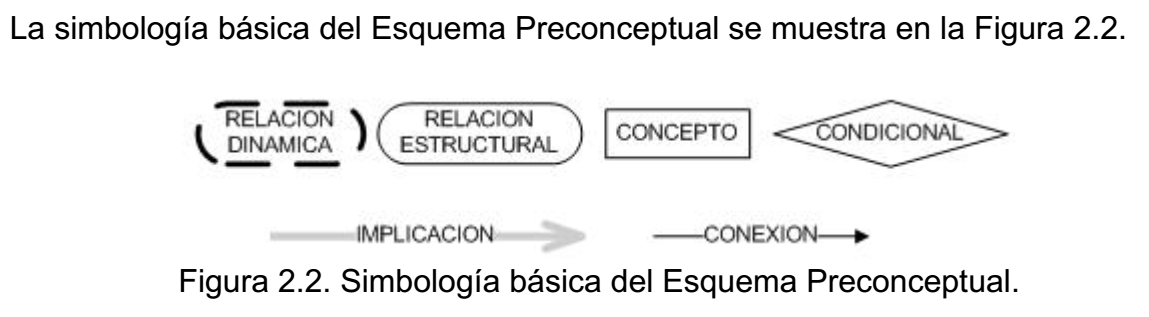 La simbología básica del Esquema Preconceptual se muestra en la Figura 2.2.
RELACION
DINAMICA
RELACION
ESTRUCTURAL
CONCEPTO
CONDICIONAL
IMPLICACION
CONEXION
Figura 2.2. Simbología básica del Esquema Preconceptual.